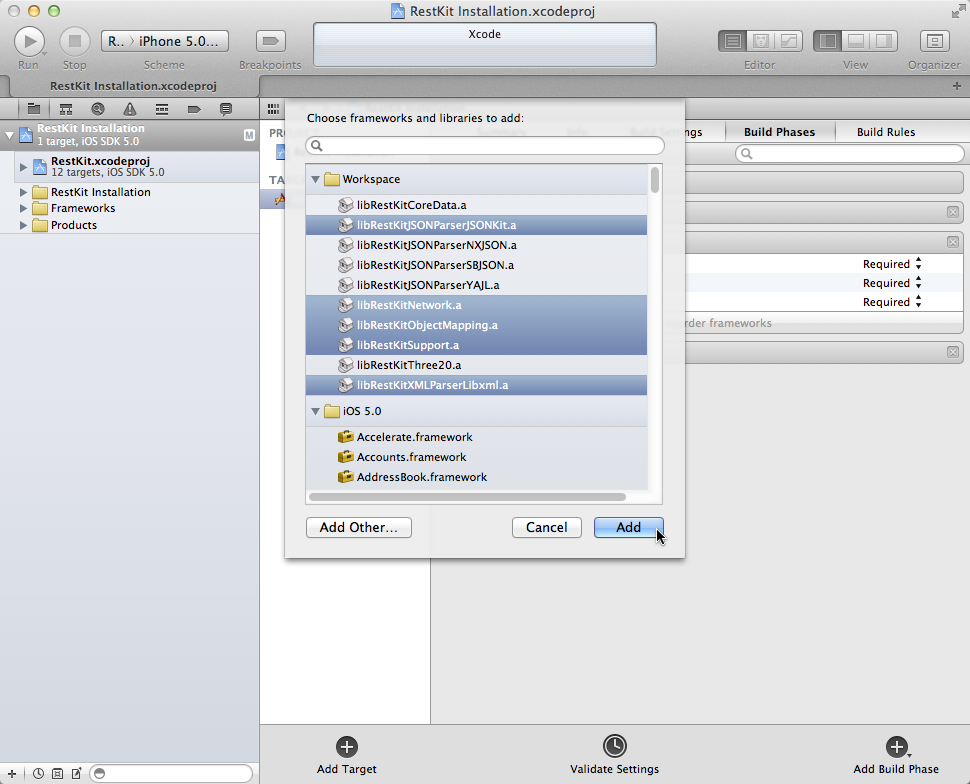 RestKit Installation.xcodeproj
R.. 〉 iPhone 5.0...
Xcode
Run Stop Scheme Breakpoints Editor View Organizer
RestKit Installation.xcodeproj
RestKit Installation M
1 target, iOS SDK 5.0
RestKit.xcodeproj
12 targets, iOS SDK 5.0
RestKit Installation
Frameworks
Products
Choose frameworks and libraries to add:
Build Phases Build Rules
Workspace
libRestKitCoreData.a
libRestKitJSONParserJSONKit.a
libRestKitJSONParserNXJSON.a
libRestKitJSONParserSBJSON.a
libRestKitJSONParserYAJL.a
libRestKitNetwork.a
libRestKitObjectMapping.a
libRestKitSupport.a
libRestKitThree20.a
libRestKitXMLParserLibxml.a
iOS 5.0
Accelerate.framework
Accounts.framework
AddressBook.framework
Required
Required
Required
frameworks
Add Other... Cancel Add
Add Target Validate Settings Add Build Phase